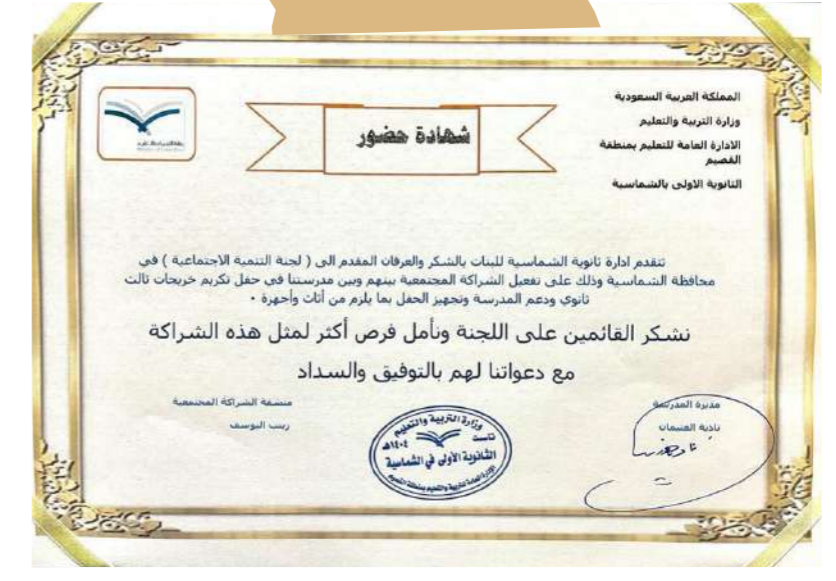 المملكة العربية السعودية
وزارة التربية والتعليم
الادارة العامة للتعليم بمنطقة
القصيم
الثانوية الاولى بالشماسية
شهادة حضور
تتقدم ادارة ثانوية الشماسية للبنات بالشكر والعرفان المقدم الى ( لجنة التنمية الاجتماعية ) في
محافظة الشماسية وذلك على تفعيل الشراكة المجتمعية بينهم وبين مدرستنا في حفل تكريم خريجات ثالث
ثانوي ودعم المدرسة وتجهيز الحفل بما يلزم من أثاث وأجهزة .
نشكر القائمين على اللجنة ونأمل فرص أكثر لمثل هذه الشراكة
مع دعواتنا لهم بالتوفيق والسداد
مديرة المدرسة
نادية
منسقة الشراكة المجتمعية
زينب اليوسف
وزارة التربية والتعليم
تأسست
١٤٠٤هـ
الثانوية الأولى في الشماسية